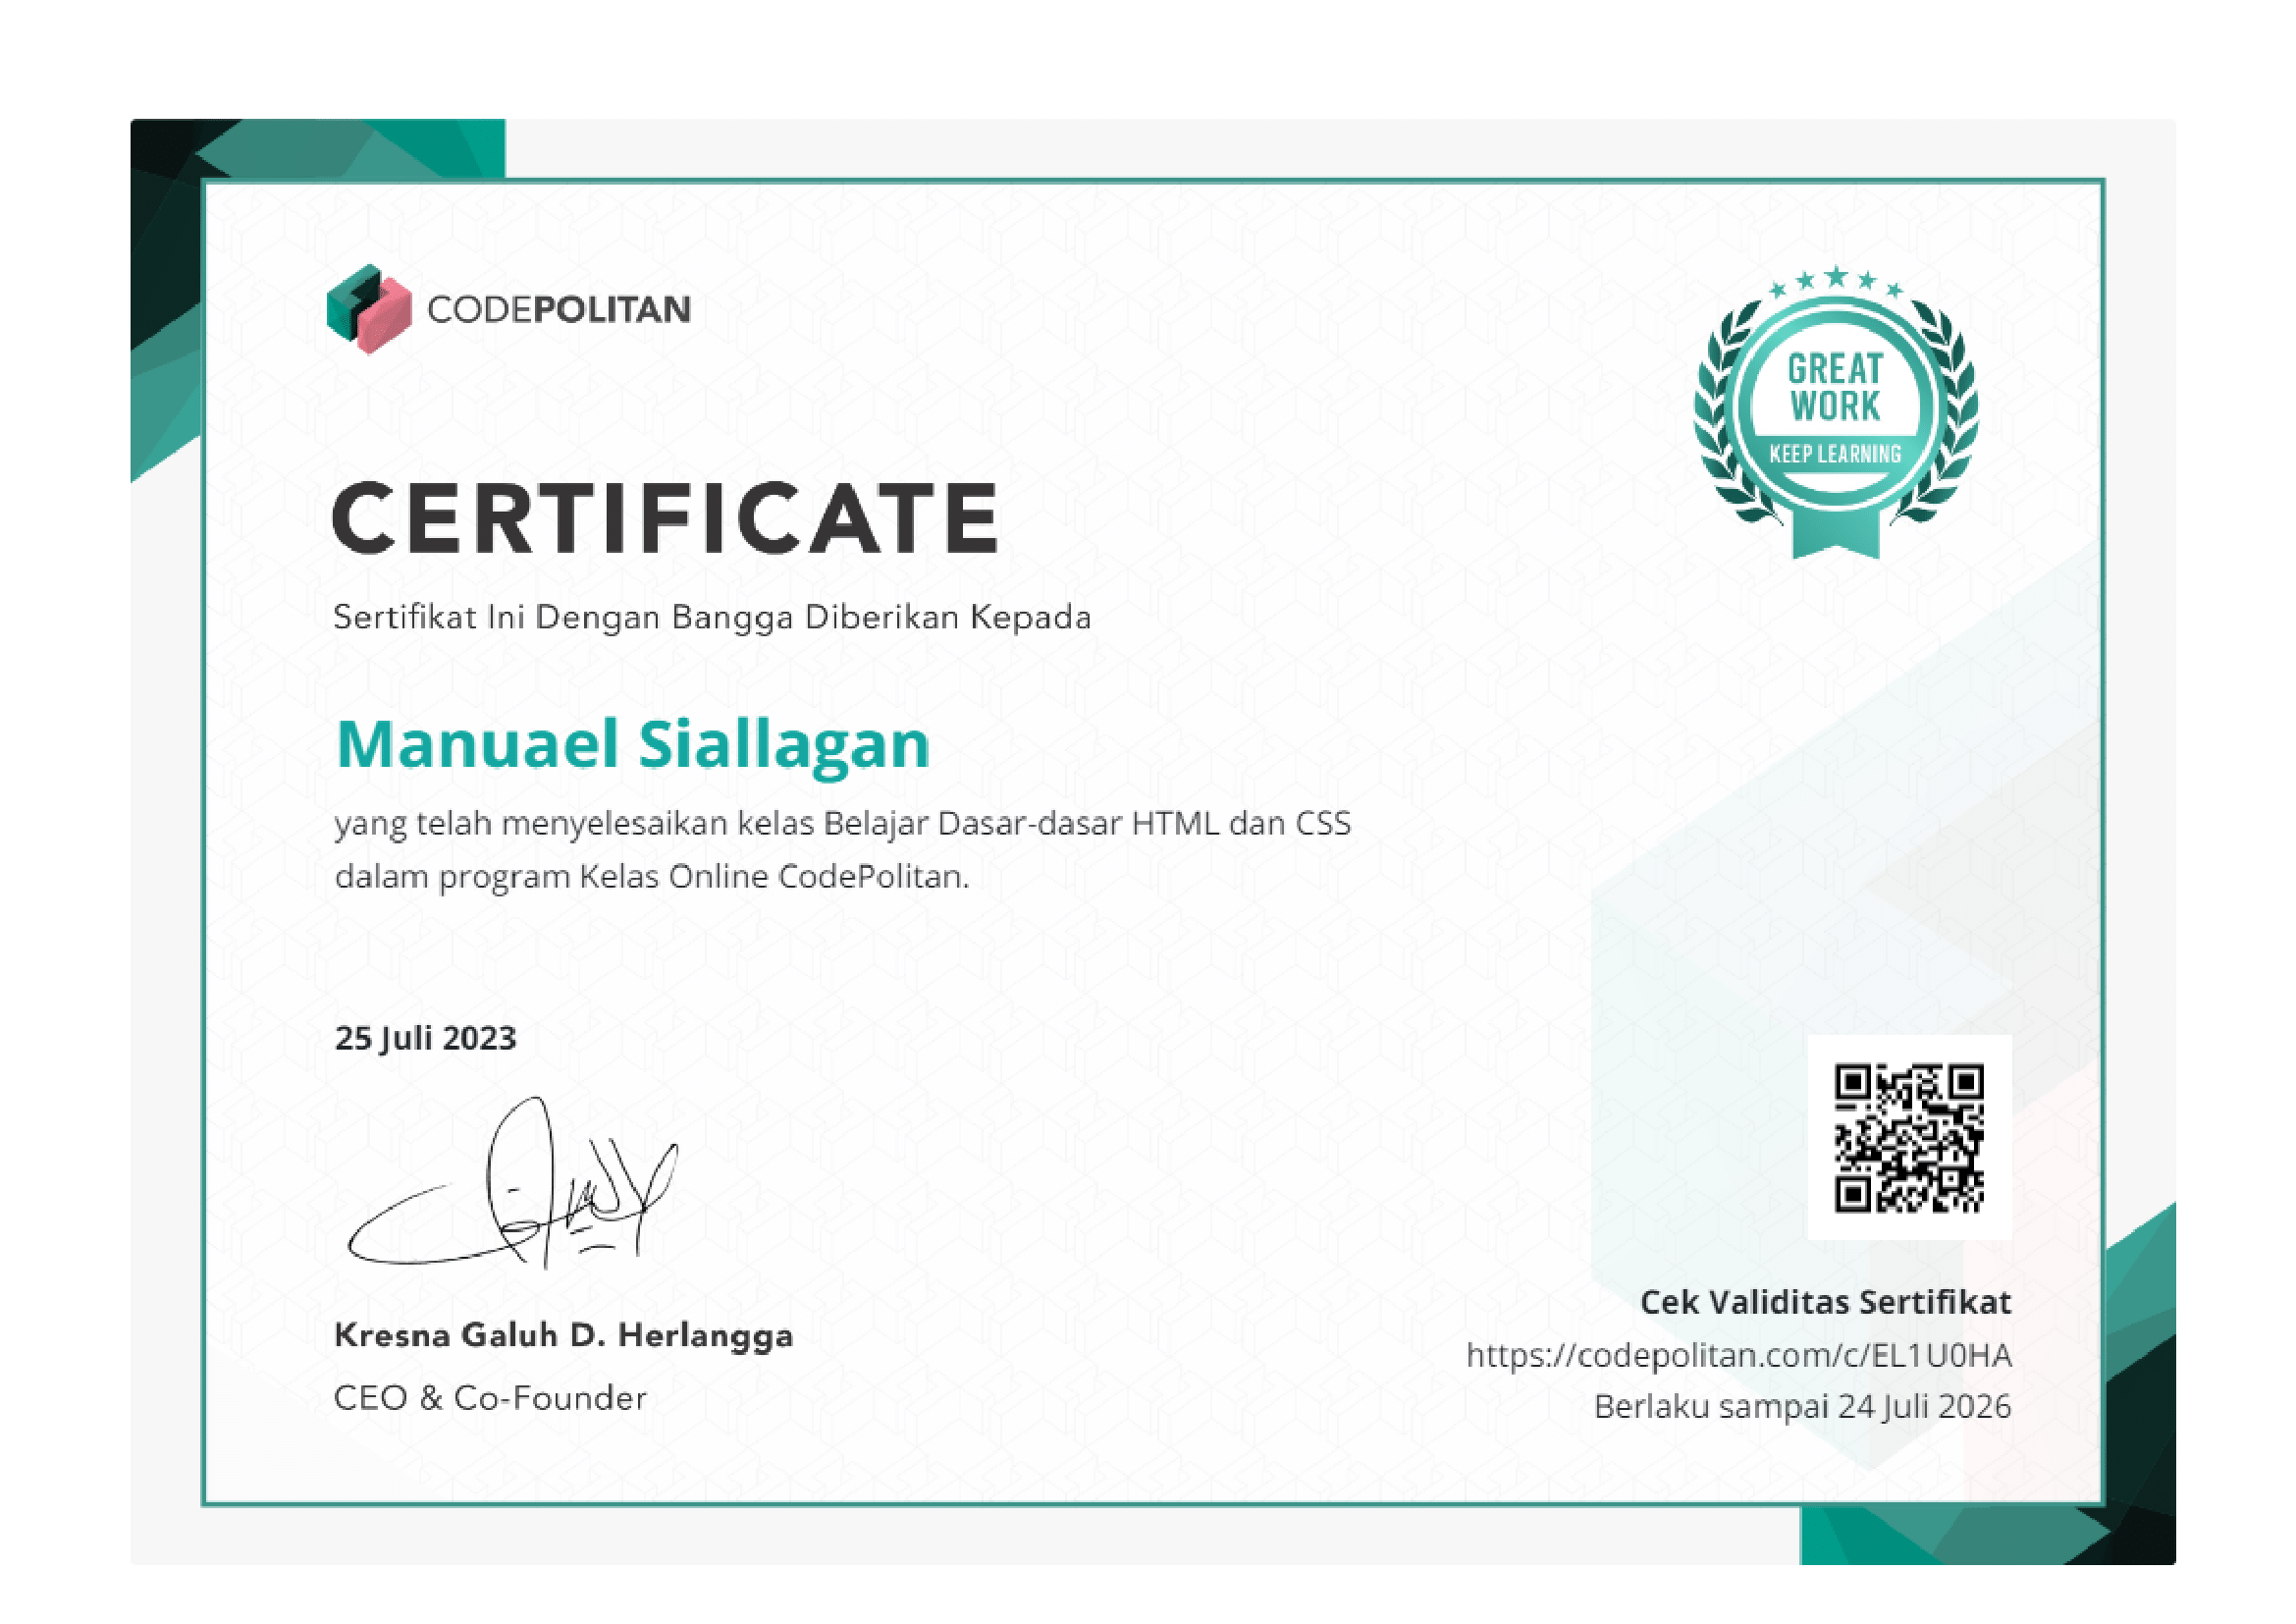 CODEPOLITAN
GREAT
WORK
KEEP LEARNING
CERTIFICATE
Sertifikat Ini Dengan Bangga Diberikan Kepada
Manuael Siallagan
yang telah menyelesaikan kelas Belajar Dasar-dasar HTML dan CSS
dalam program Kelas Online CodePolitan.
25 Juli 2023
Kresna Galuh D. Herlangga
CEO & Co-Founder
Cek Validitas Sertifikat
https://codepolitan.com/c/EL1U0HA
Berlaku sampai 24 Juli 2026